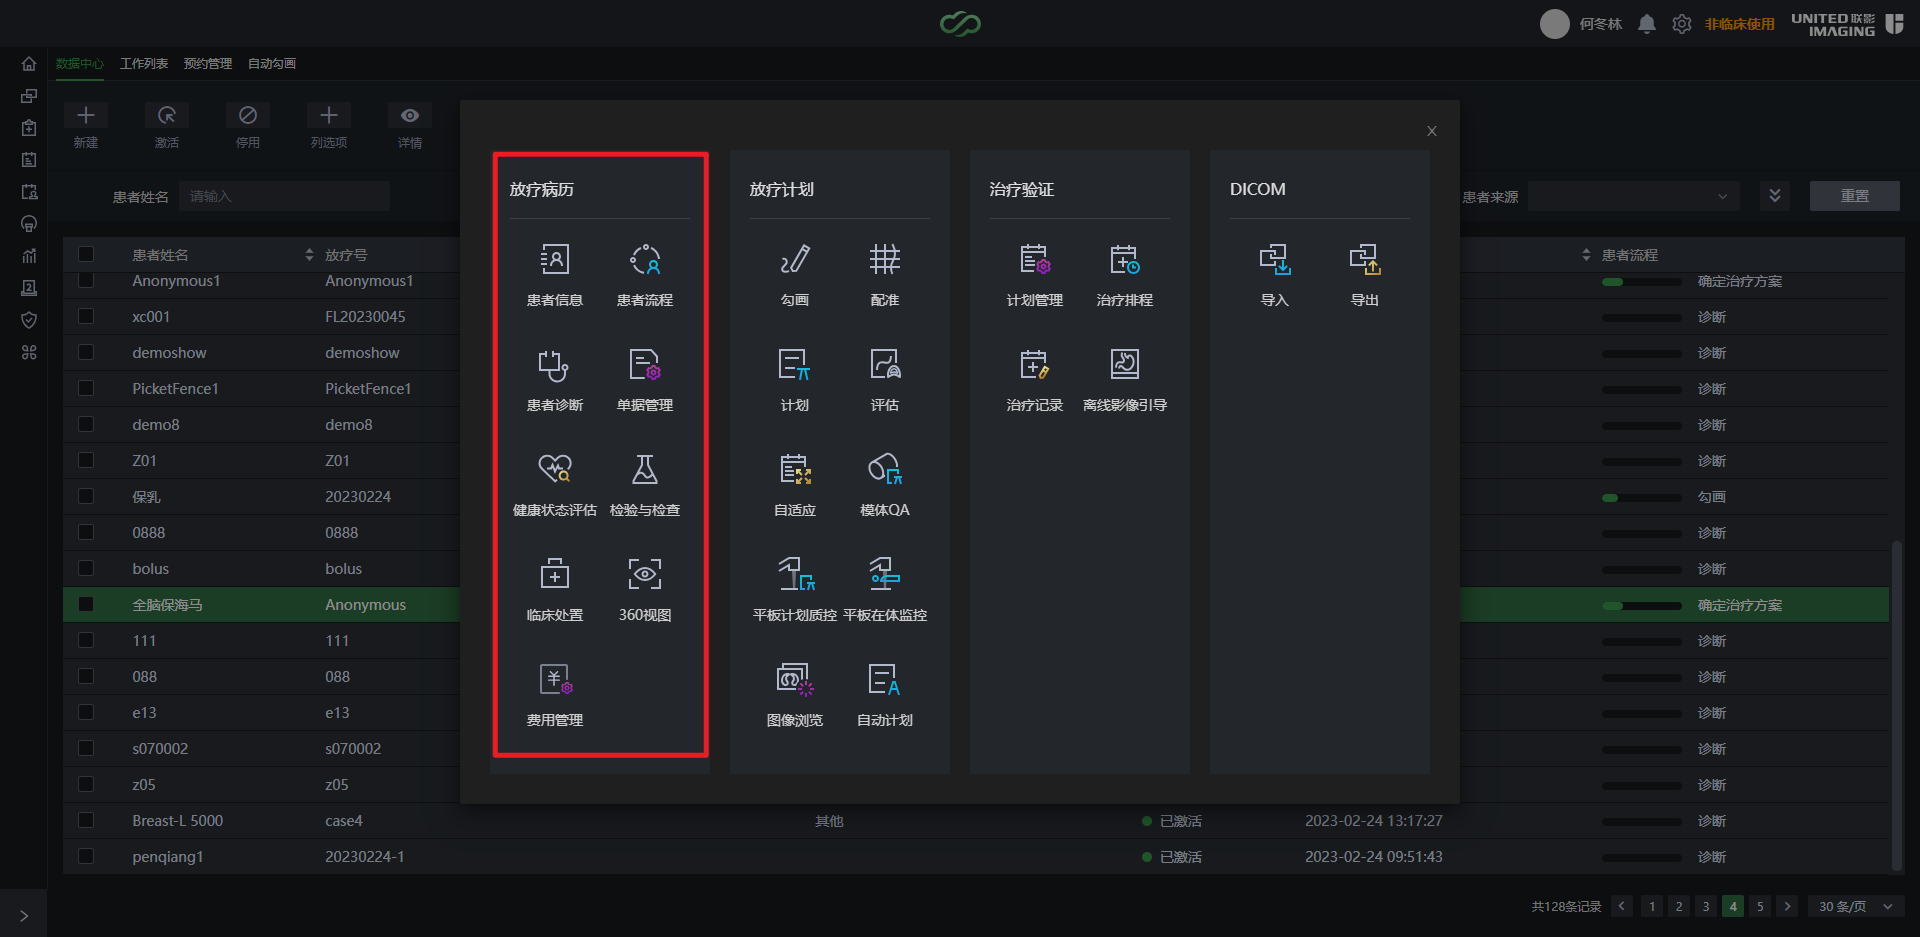 何冬林
非临床使用
UNITED 联影
IMAGING
数据中心 工作列表 预约管理 自动勾画
新建 激活 停用 列选项 详情
X
患者姓名 请输入
患者来源 重置
放疗病历
患者信息 患者流程
患者诊断 单据管理
健康状态评估 检验与检查
临床处置 360视图
费用管理
放疗计划
勾画 配准
计划 评估
自适应 模体QA
平板计划质控 平板在体监控
图像浏览 自动计划
治疗验证
计划管理 治疗排程
治疗记录 离线影像引导
DICOM
导入 导出
患者姓名 放疗号 患者流程
Anonymous1 Anonymous1 确定治疗方案
xc001 FL20230045 诊断
demoshow demoshow 诊断
PicketFence1 PicketFence1 诊断
demo8 demo8 诊断
Z01 Z01 诊断
保乳 20230224 勾画
0888 0888 诊断
bolus bolus 诊断
全脑保海马 Anonymous 确定治疗方案
111 111 诊断
088 088 诊断
e13 e13 诊断
s070002 s070002 诊断
z05 z05 诊断
Breast-L 5000 case4 其他 已激活 2023-02-24 13:17:27 诊断
penqiang1 20230224-1 已激活 2023-02-24 09:51:43 诊断
共128条记录 < 1 2 3 4 5 > 30 条/页